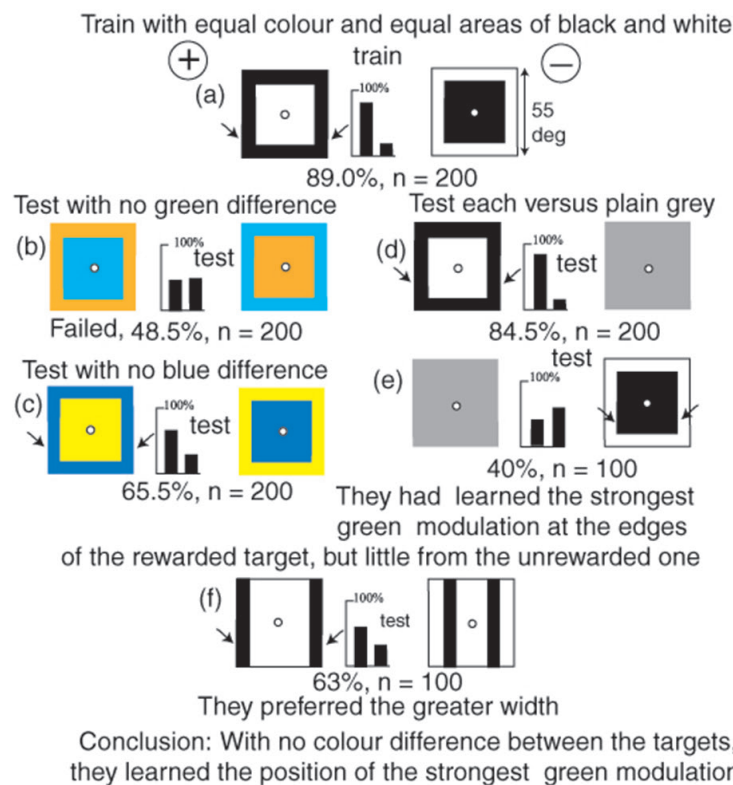 Train with equal colour and equal areas of black and white
+ train −
(a) 100% 55
deg
89.0%, n = 200
Test with no green difference
(b) 100% test
Failed, 48.5%, n = 200
Test with no blue difference
(c) 100% test
65.5%, n = 200
Test each versus plain grey
(d) 100% test
84.5%, n = 200
test
(e) 100%
40%, n = 100
They had learned the strongest
green modulation at the edges
of the rewarded target, but little from the unrewarded one
(f) 100% test
63%, n = 100
They preferred the greater width
Conclusion: With no colour difference between the targets,
they learned the position of the strongest green modulation